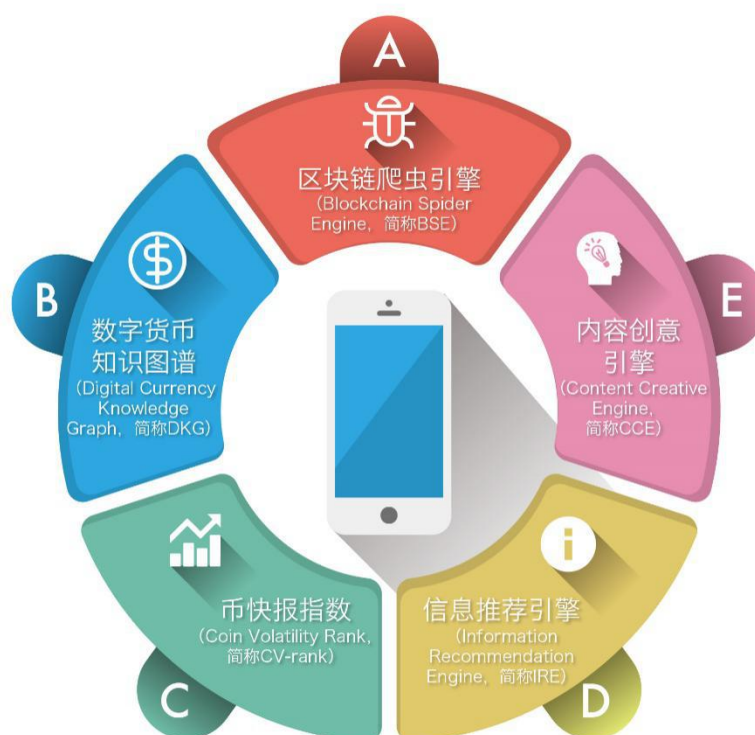 A
区块链爬虫引擎
（Blockchain Spider
Engine，简称BSE）
B
数字货币
知识图谱
（Digital Currency
Knowledge
Graph，简称DKG）
C
币快报指数
（Coin Volatility Rank，
简称CV-rank）
D
信息推荐引擎
（Information
Recommendation
Engine，简称IRE）
E
内容创意
引擎
（Content Creative
Engine，
简称CCE）